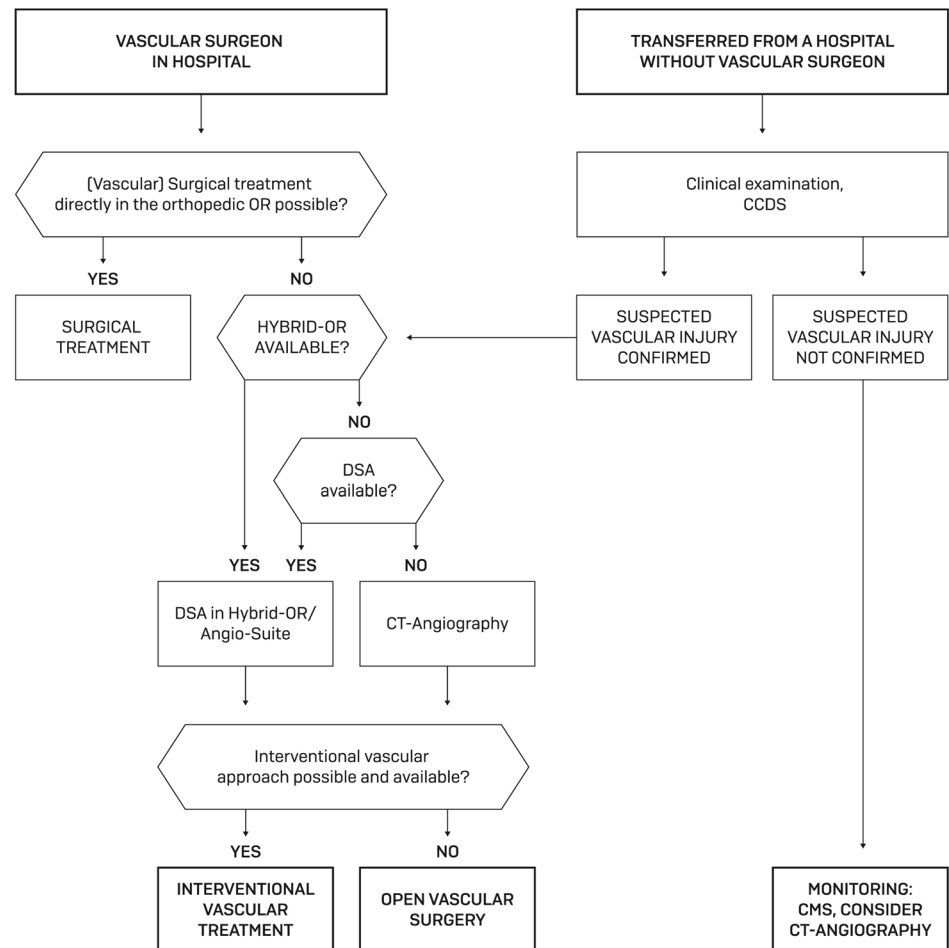 VASCULAR SURGEON
IN HOSPITAL
TRANSFERRED FROM A HOSPITAL
WITHOUT VASCULAR SURGEON
(Vascular) Surgical treatment
directly in the orthopedic OR possible?
Clinical examination,
CCDS
YES
NO
SURGICAL
TREATMENT
HYBRID-OR
AVAILABLE?
SUSPECTED
VASCULAR INJURY
CONFIRMED
SUSPECTED
VASCULAR INJURY
NOT CONFIRMED
NO
DSA
available?
YES
YES
NO
DSA in Hybrid-OR/
Angio-Suite
CT-Angiography
Interventional vascular
approach possible and available?
YES
NO
INTERVENTIONAL
VASCULAR
TREATMENT
OPEN VASCULAR
SURGERY
MONITORING:
CMS, CONSIDER
CT-ANGIOGRAPHY